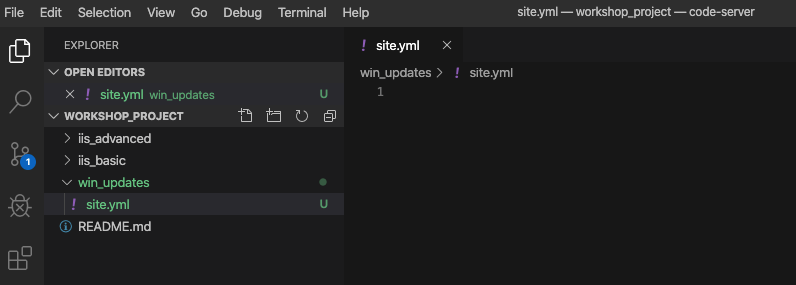 File Edit Selection View Go Debug Terminal Help site.yml — workshop_project — code-server
EXPLORER
! site.yml
OPEN EDITORS
! site.yml win_updates U
win_updates > ! site.yml
1
WORKSHOP_PROJECT
iis_advanced
iis_basic
1
win_updates
! site.yml U
README.md